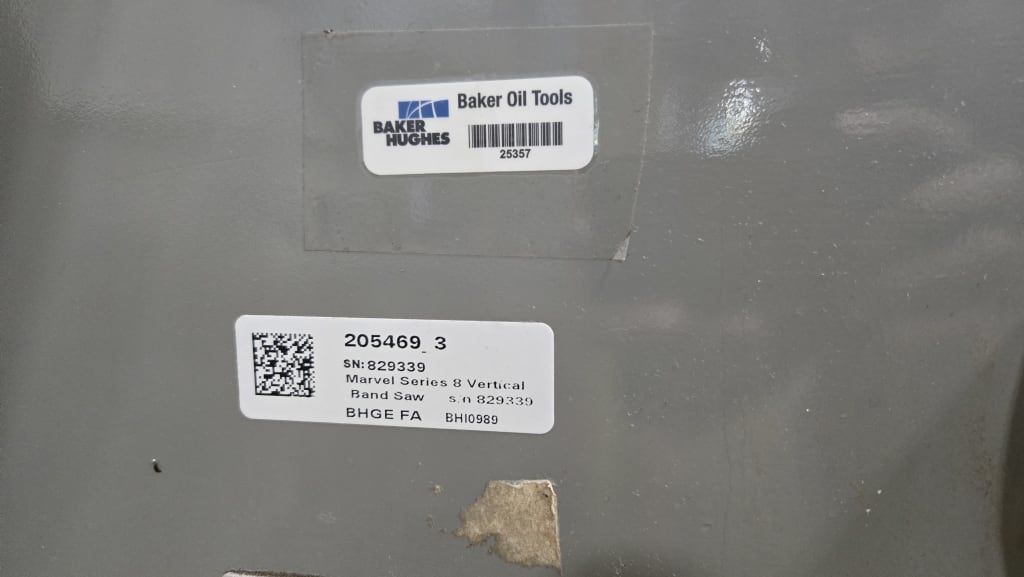 Baker Oil Tools
BAKER
HUGHES
25357
205469_3
SN:829339
Marvel Series 8 Vertical
Band Saw s/n 829339
BHGE FA BHI0989